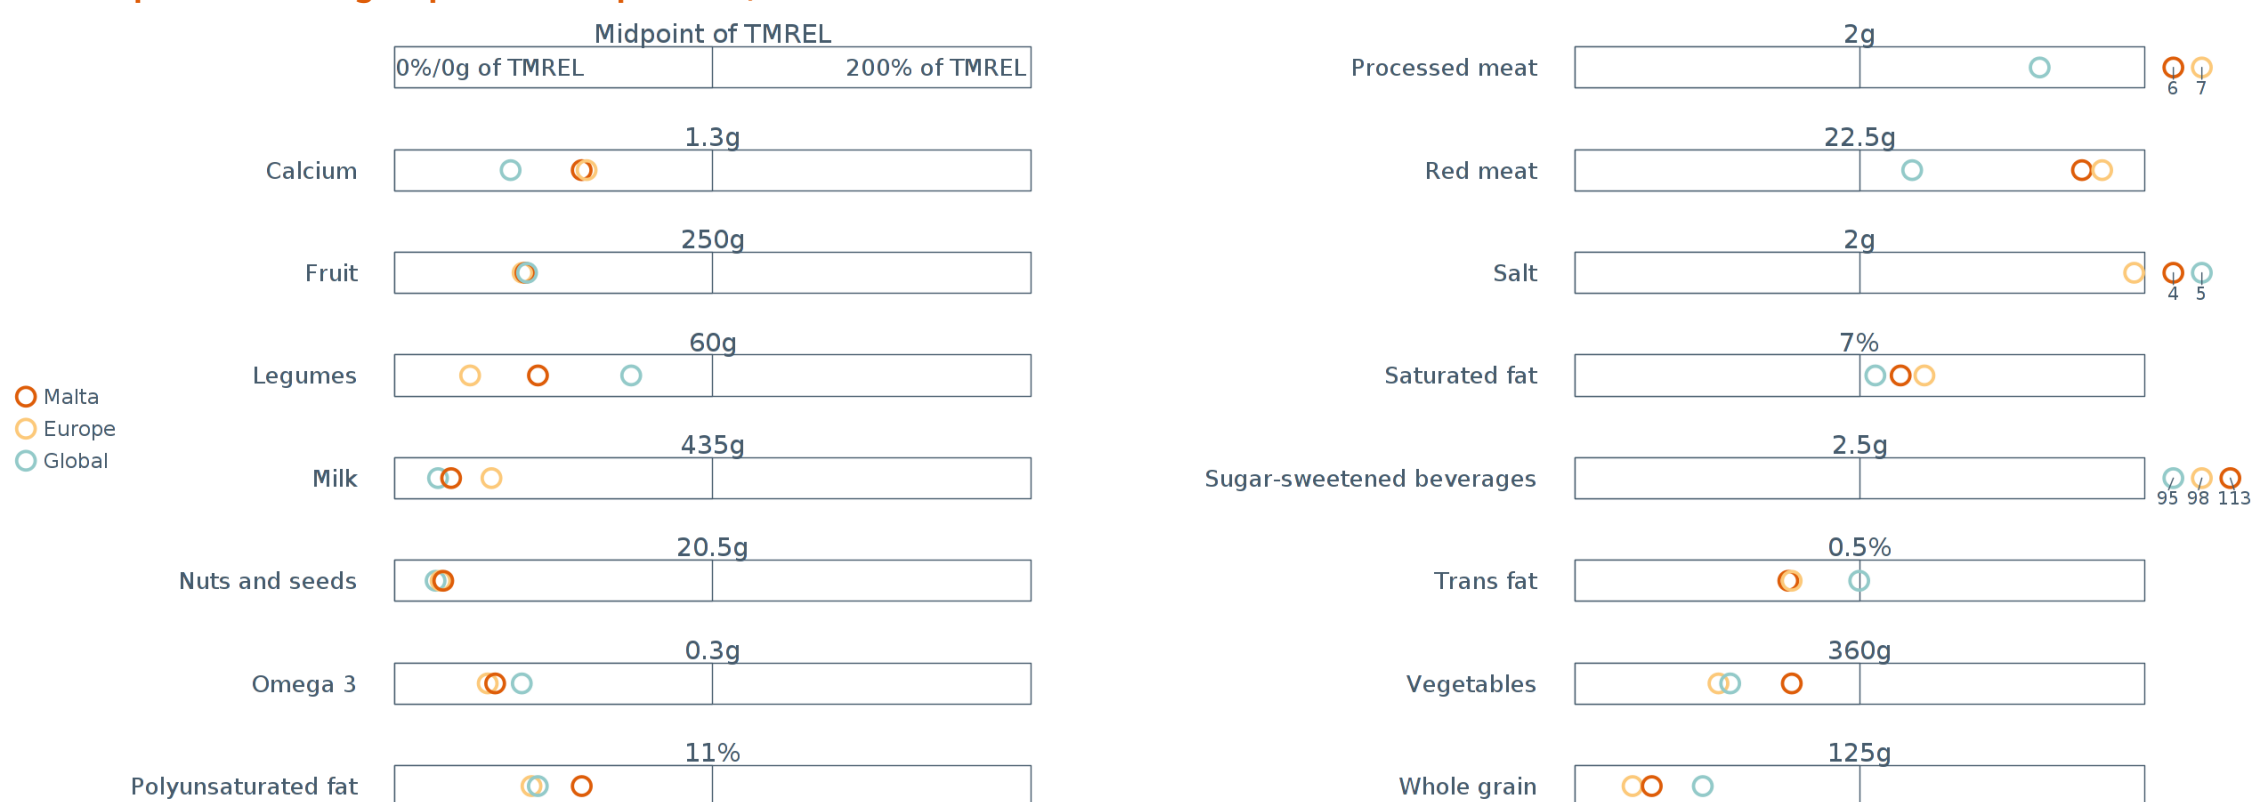 Midpoint of TMREL
0%/0g of TMREL
200% of TMREL
1.3g
Calcium
250g
Fruit
60g
Legumes
Malta
Europe
Global
435g
Milk
20.5g
Nuts and seeds
0.3g
Omega 3
11%
Polyunsaturated fat
2g
Processed meat
6 7
22.5g
Red meat
2g
Salt
4 5
7%
Saturated fat
2.5g
Sugar-sweetened beverages
95 98 113
0.5%
Trans fat
360g
Vegetables
125g
Whole grain